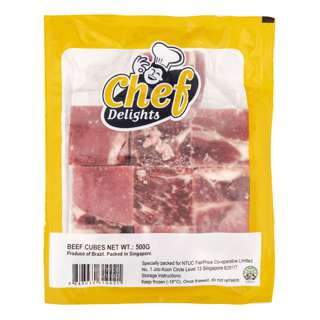 Chef
Delights
BEEF CUBES NET WT.: 500G
Produce of Brazil. Packed in Singapore
Specially packed for NTUC FairPrice Co-operative Limited
No. 1 Joo Koon Circle Level 13 Singapore 629117
Storage Instructions
Keep frozen (-18°C). Once thawed, do not refreeze.